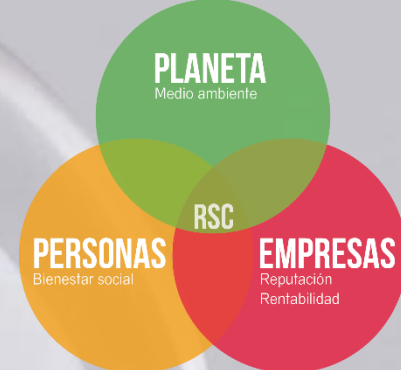 PLANETA
Medio ambiente
RSC
PERSONAS
Bienestar social
EMPRESAS
Reputación
Rentabilidad